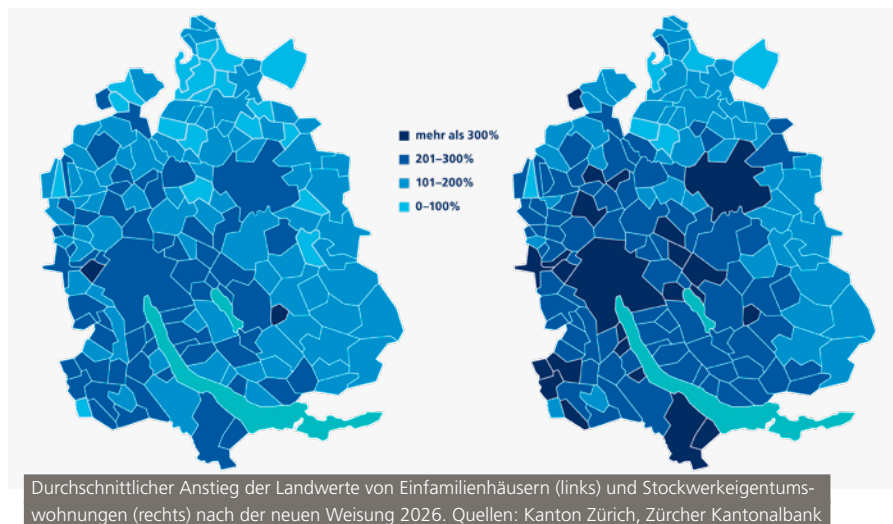 mehr als 300%
201–300%
101–200%
0–100%
Durchschnittlicher Anstieg der Landwerte von Einfamilienhäusern (links) und Stockwerkeigentums-
wohnungen (rechts) nach der neuen Weisung 2026. Quellen: Kanton Zürich, Zürcher Kantonalbank